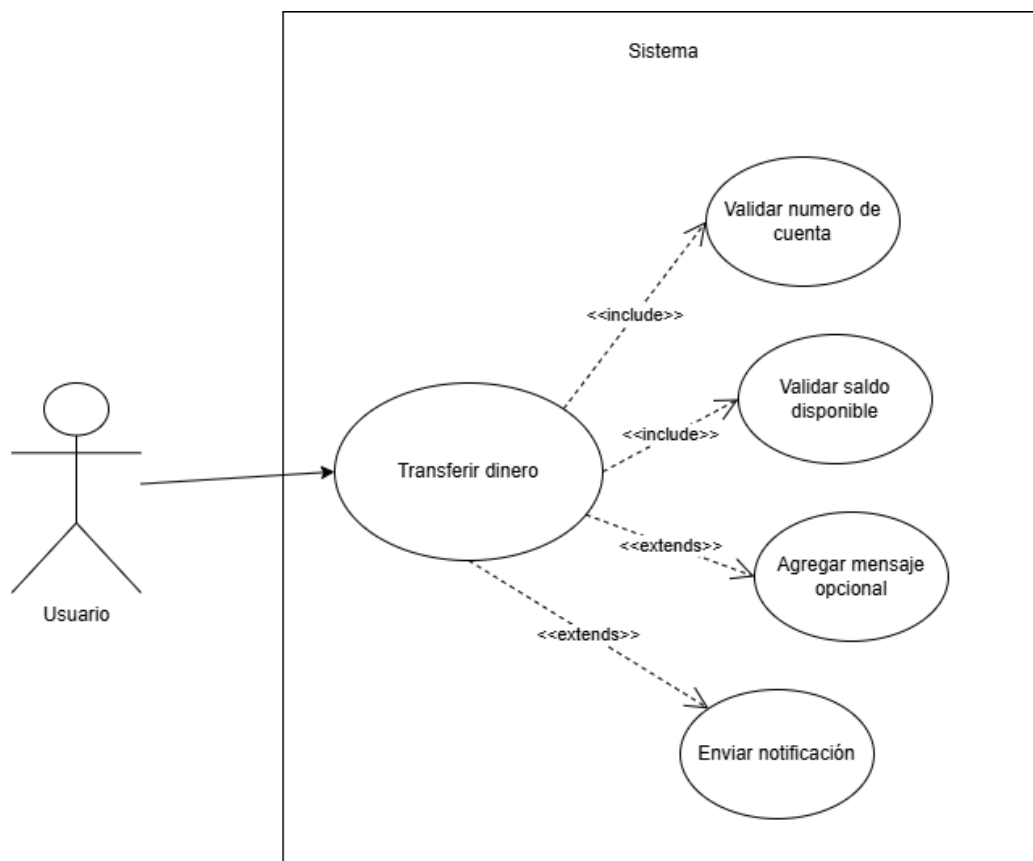 Sistema
Validar numero de
cuenta
<<include>>
Validar saldo
disponible
<<include>>
Transferir dinero
<<extends>>
Agregar mensaje
opcional
Usuario
<<extends>>
Enviar notificación